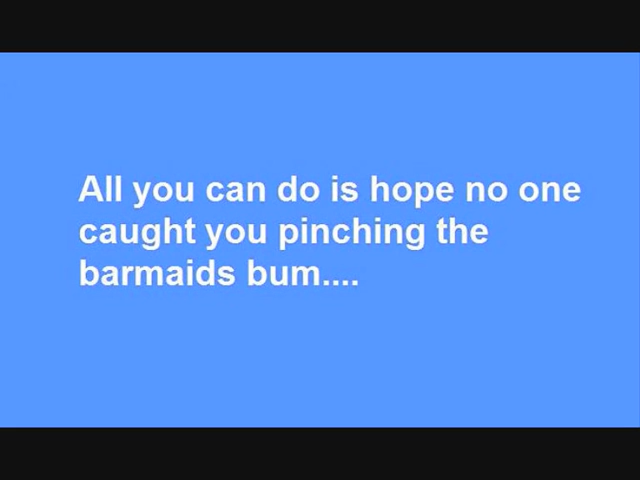 All you can do is hope no one
caught you pinching the
barmaids bum....